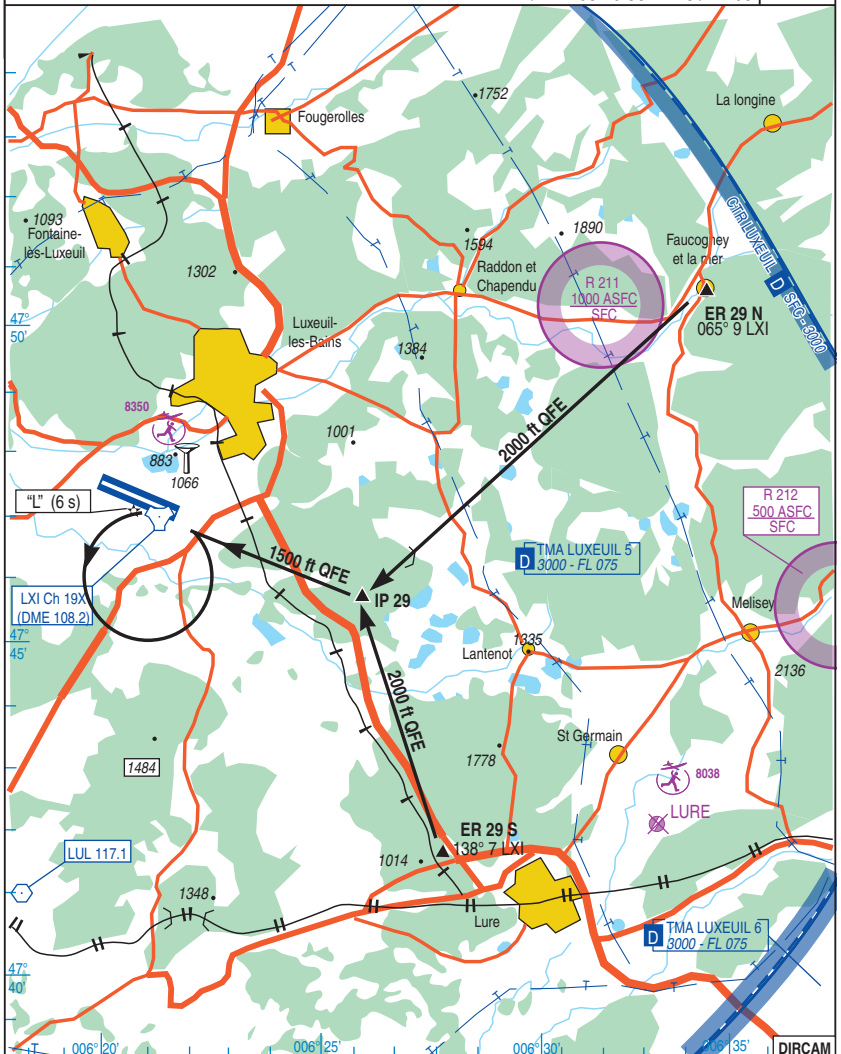 1752
La longine
Fougerolles
1093
Fontaine-
lès-Luxeuil
1594
1890
Faucogney
et la mer
CTR LUXEUIL D SFC - 3000
1302
Raddon et
Chapendu
R 211
1000 ASFC
SFC
ER 29 N
065° 9 LXI
47°
50'
Luxeuil-
les-Bains
1384
8350
2000 ft QFE
1001
883
1066
"L" (6 s)
R 212
500 ASFC
SFC
1500 ft QFE
D TMA LUXEUIL 5
3000 - FL 075
LXI Ch 19X
(DME 108.2)
IP 29
Melisey
47°
45'
1335
Lantenot
2136
2000 ft QFE
St Germain
1778
1484
8038
LURE
ER 29 S
138° 7 LXI
LUL 117.1
1014
1348
Lure
D TMA LUXEUIL 6
3000 - FL 075
47°
40'
006° 20'
006° 25'
006° 30'
006° 35'
DIRCAM